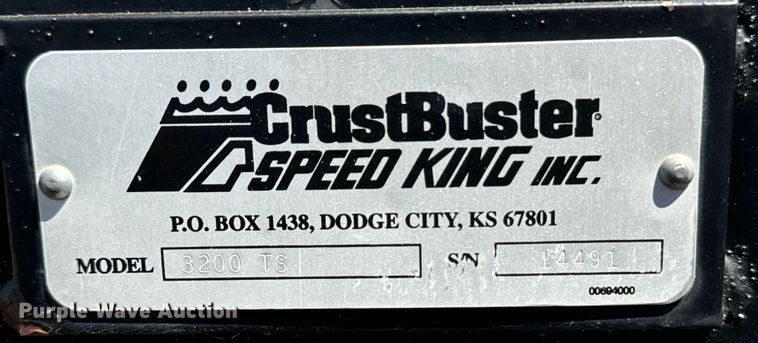 CrustBuster®
SPEED KING INC.
P.O. BOX 1438, DODGE CITY, KS 67801
MODEL 3200 TS S/N 14491
00694000
Purple Wave Auction